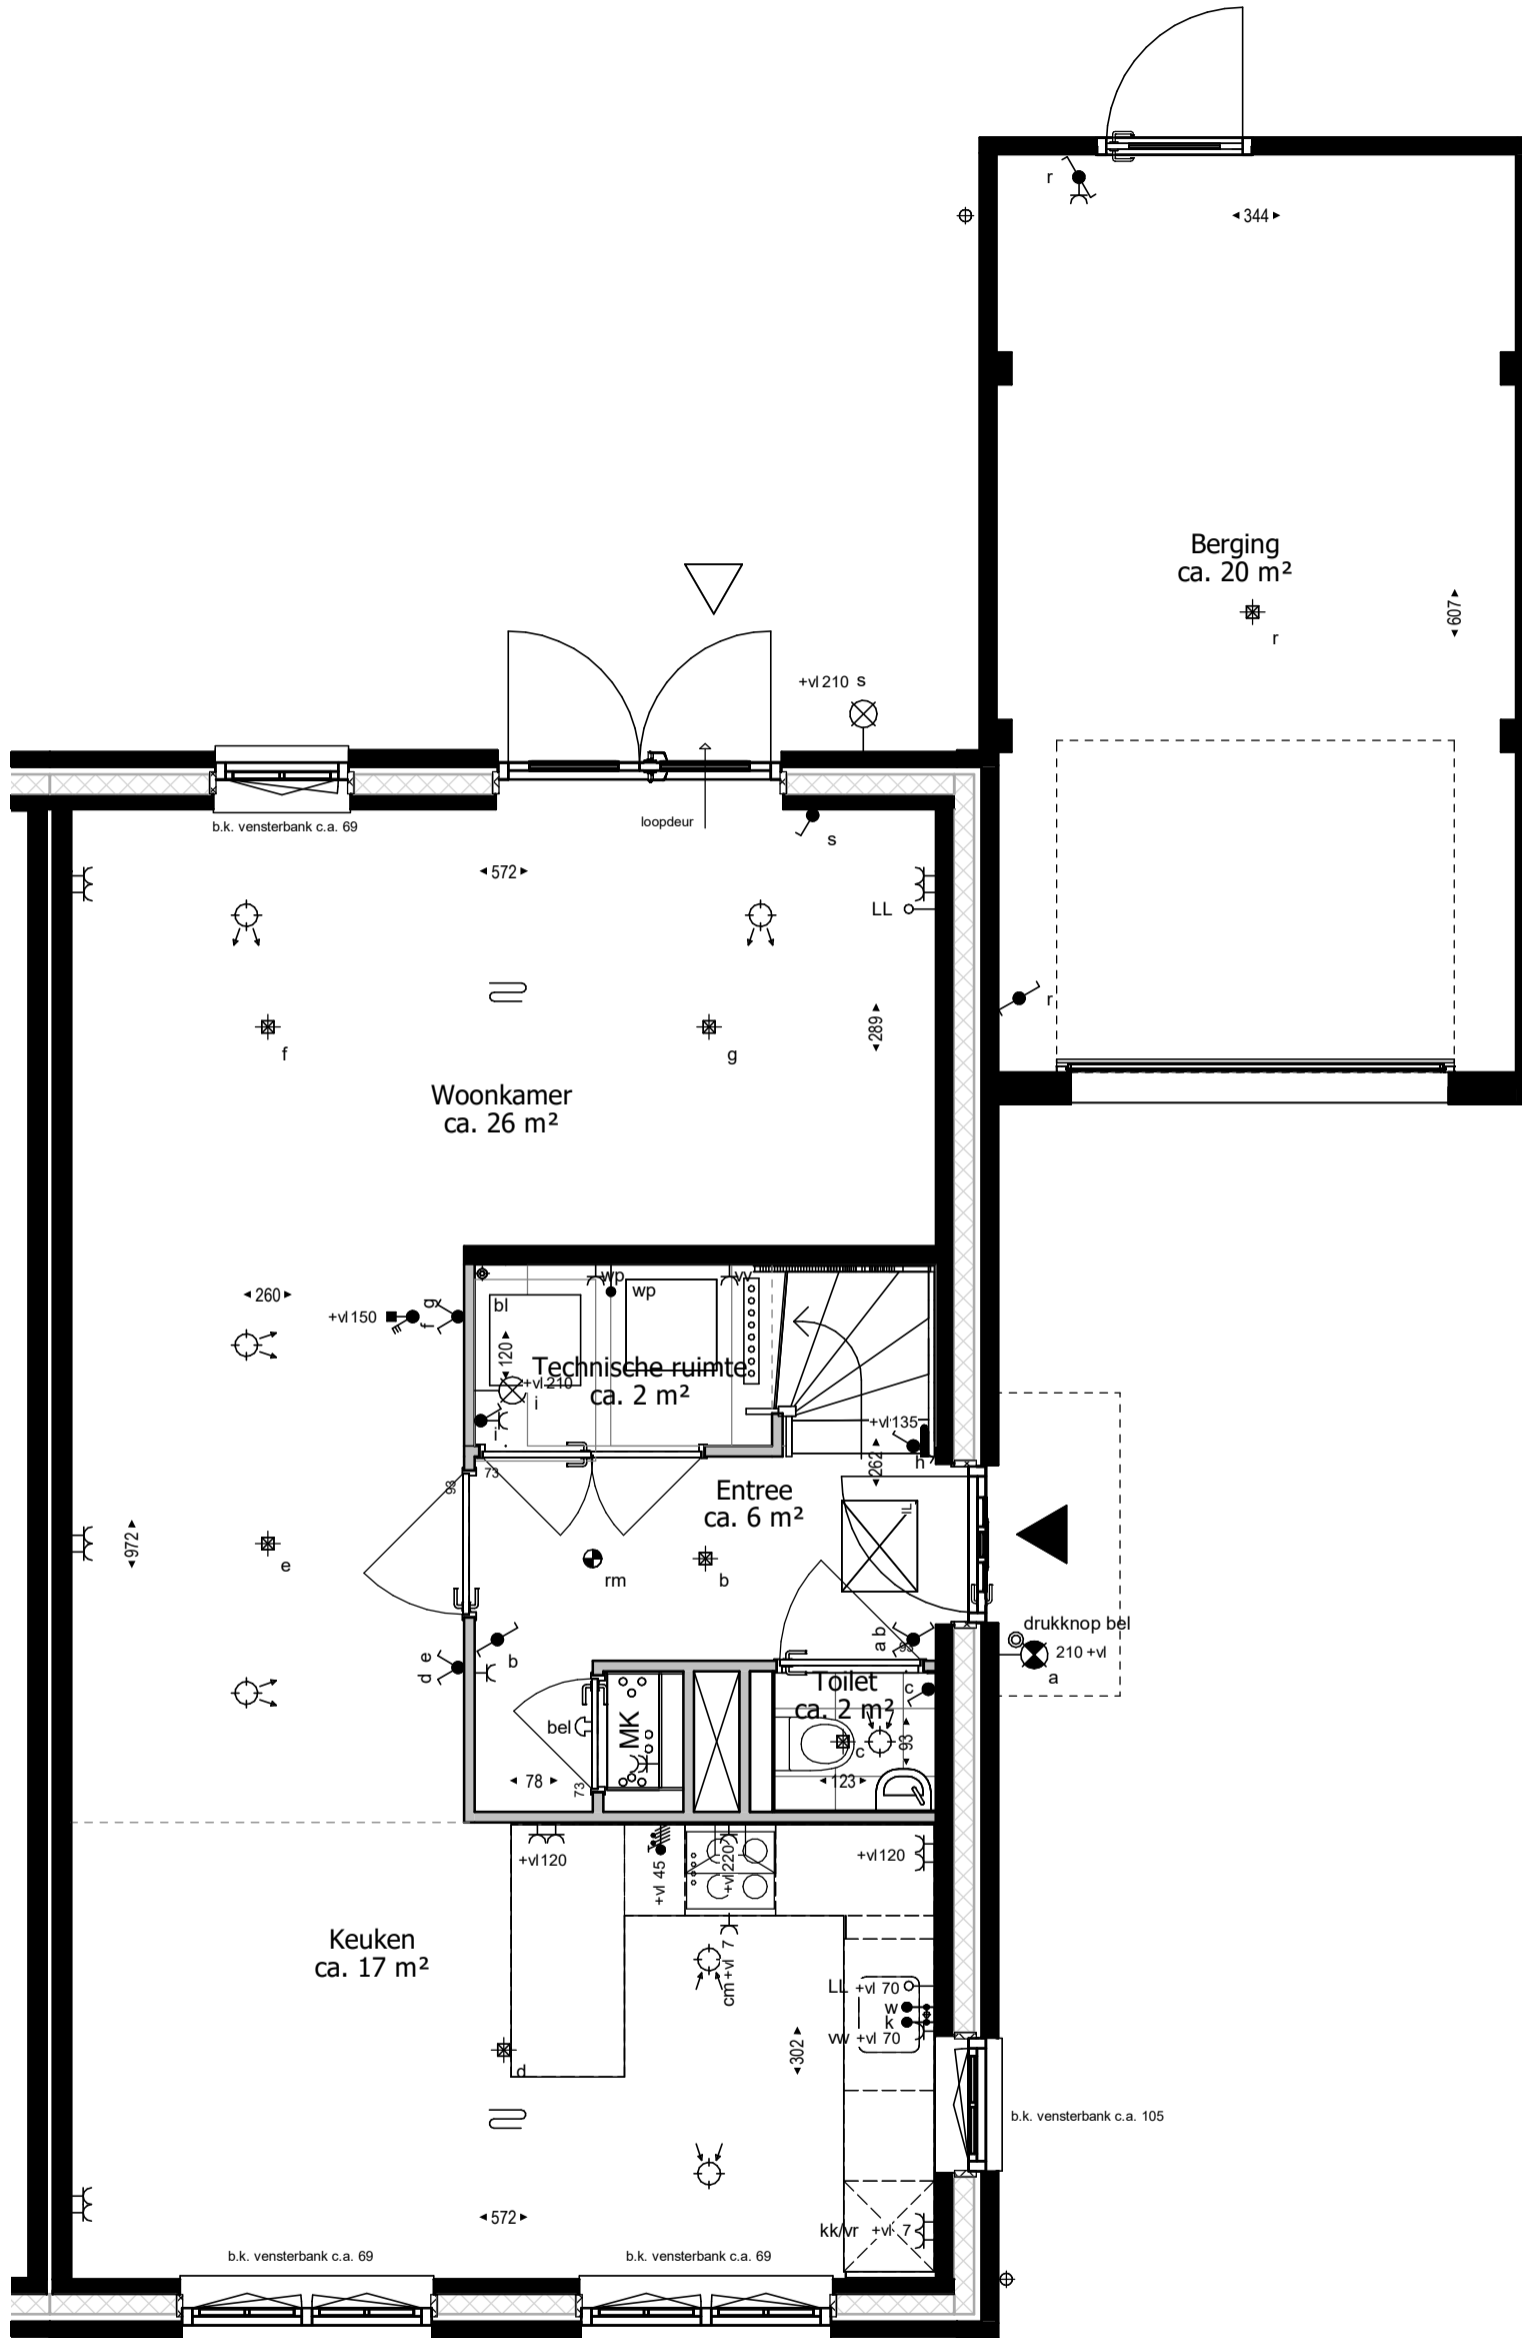 r
344
Berging
ca. 20 m²
r
607
+vl 210 s
b.k. vensterbank c.a. 69
loopdeur
s
572
LL
r
289
f
g
Woonkamer
ca. 26 m²
260
+vl 150
f g
wp
vv
bl
wp
120
Technische ruimte
ca. 2 m²
+vl 210
i
i
+vl 135
h
262
93
73
Entree
ca. 6 m²
IL
972
e
rm
b
drukknop bel
210 +vl
a
a b
93
d e
b
Toilet
ca. 2 m²
c
bel
MK
c
93
78
73
123
+vl 120
+vl 45
+vl 220
+vl 120
Keuken
ca. 17 m²
cm +vl 7
LL +vl 70
w
k
vw +vl 70
d
302
b.k. vensterbank c.a. 105
572
kk/vr +vl 7
b.k. vensterbank c.a. 69
b.k. vensterbank c.a. 69